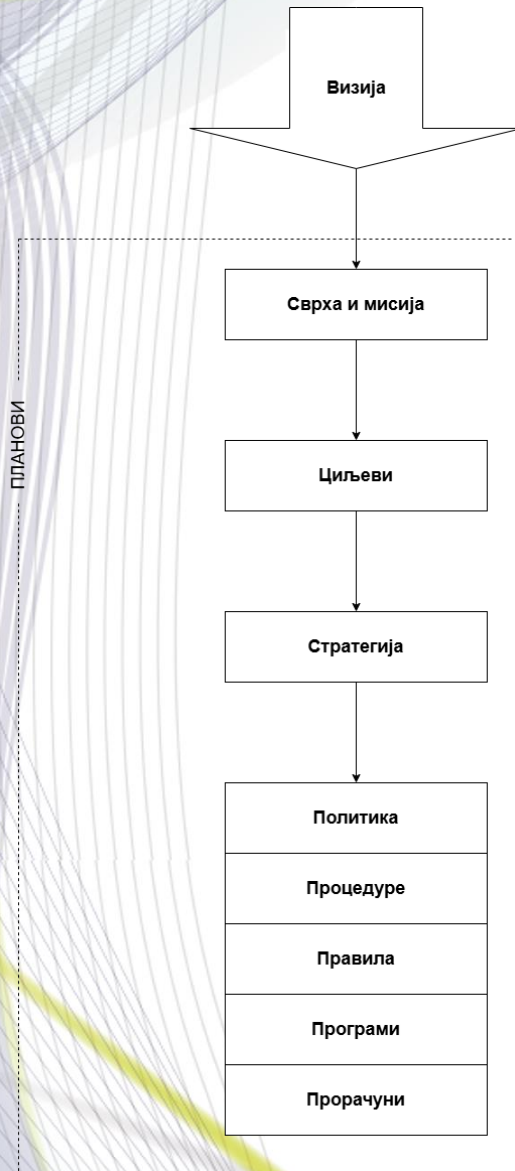 Визија
Сврха и мисија
ПЛАНОВИ
Циљеви
Стратегија
Политика
Процедуре
Правила
Програми
Прорачуни